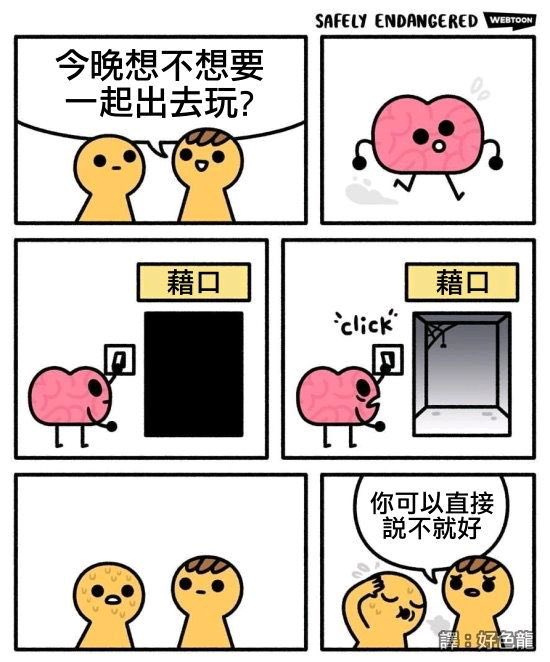 SAFELY ENDANGERED WEBTOON
今晚想不想要
一起出去玩?
藉口
藉口
click
你可以直接
說不就好
譯:好色龍